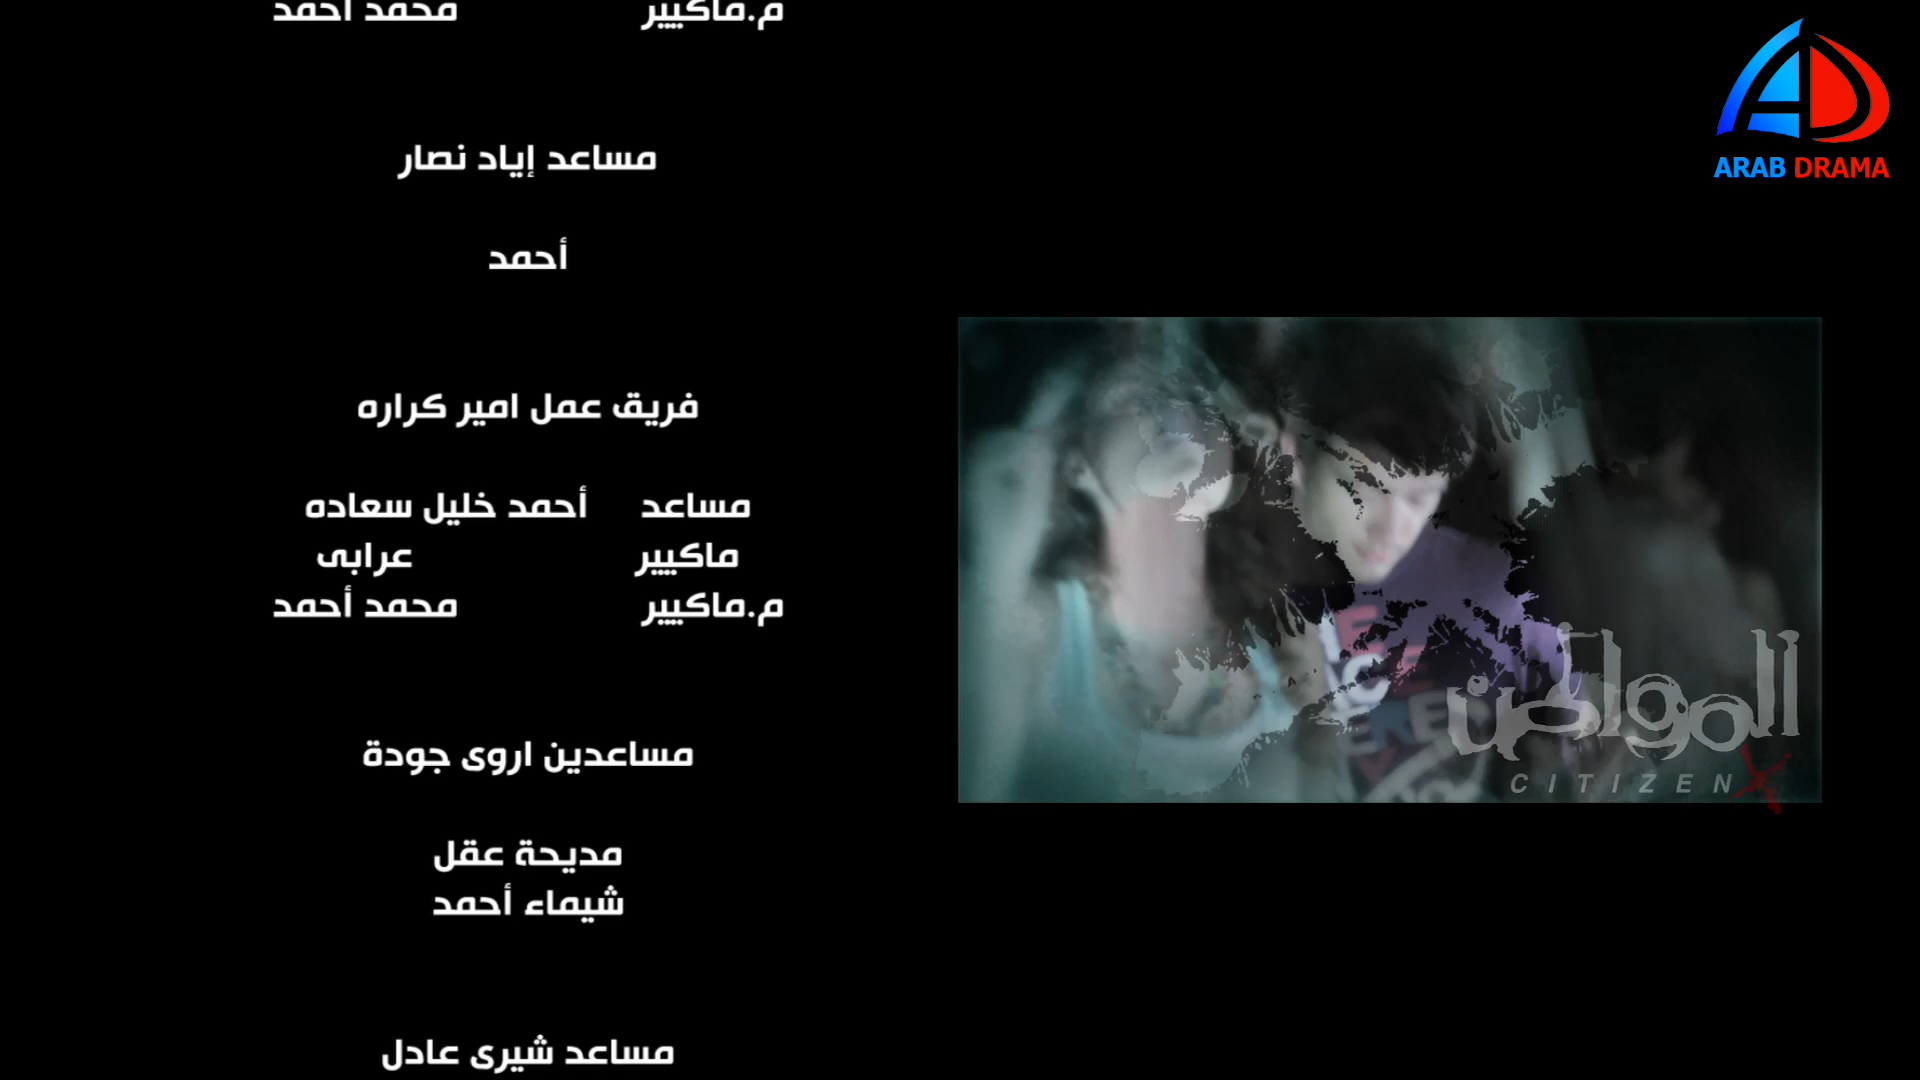 م.ماكيير محمد أحمد
مساعد إياد نصار
أحمد
فريق عمل امير كراره
مساعد أحمد خليل سعاده
ماكيير عرابى
م.ماكيير محمد أحمد
مساعدين اروى جودة
مديحة عقل
شيماء أحمد
مساعد شيرى عادل
ARAB DRAMA
المواطن
CITIZEN X